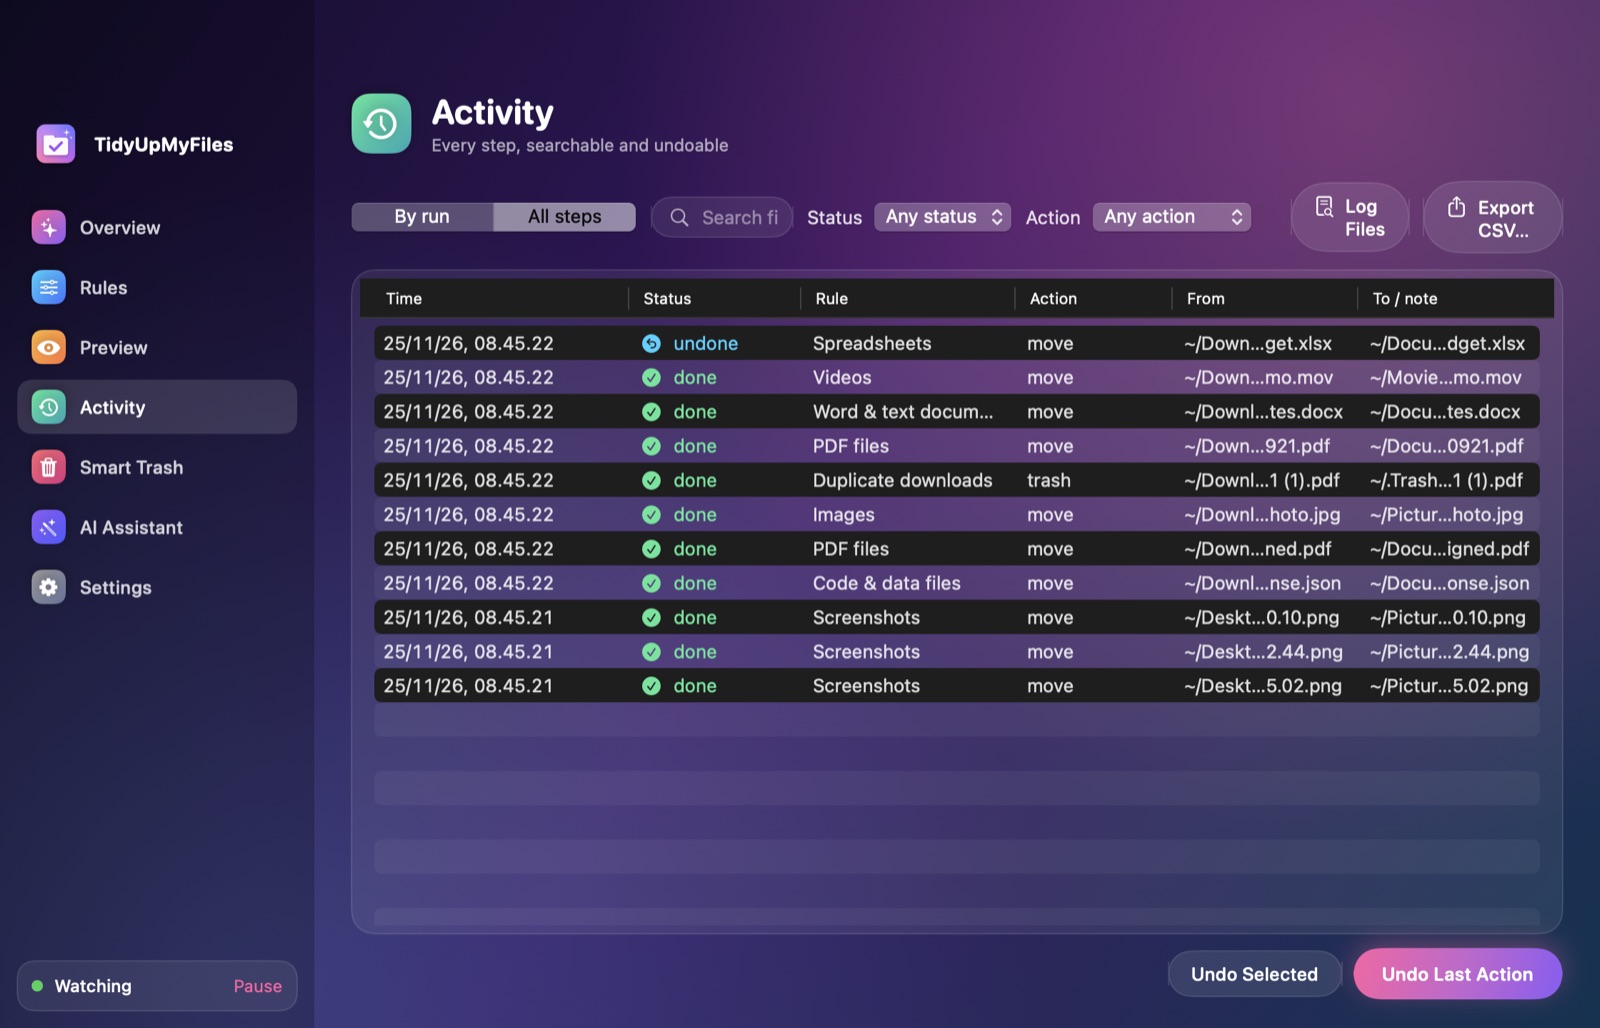 TidyUpMyFiles
Overview
Rules
Preview
Activity
Smart Trash
AI Assistant
Settings
Watching Pause
Activity
Every step, searchable and undoable
By run All steps Search fi Status Any status Action Any action
Log
Files
Export
CSV...
Time Status Rule Action From To / note
25/11/26, 08.45.22 undone Spreadsheets move ~/Down...get.xlsx ~/Docu...dget.xlsx
25/11/26, 08.45.22 done Videos move ~/Down...mo.mov ~/Movie...mo.mov
25/11/26, 08.45.22 done Word & text docum... move ~/Downl...tes.docx ~/Docu...tes.docx
25/11/26, 08.45.22 done PDF files move ~/Down...921.pdf ~/Docu...0921.pdf
25/11/26, 08.45.22 done Duplicate downloads trash ~/Downl...1 (1).pdf ~/.Trash...1 (1).pdf
25/11/26, 08.45.22 done Images move ~/Downl...hoto.jpg ~/Pictur...hoto.jpg
25/11/26, 08.45.22 done PDF files move ~/Down...ned.pdf ~/Docu...igned.pdf
25/11/26, 08.45.22 done Code & data files move ~/Downl...nse.json ~/Docu...onse.json
25/11/26, 08.45.21 done Screenshots move ~/Deskt...0.10.png ~/Pictur...0.10.png
25/11/26, 08.45.21 done Screenshots move ~/Deskt...2.44.png ~/Pictur...2.44.png
25/11/26, 08.45.21 done Screenshots move ~/Deskt...5.02.png ~/Pictur...5.02.png
Undo Selected Undo Last Action